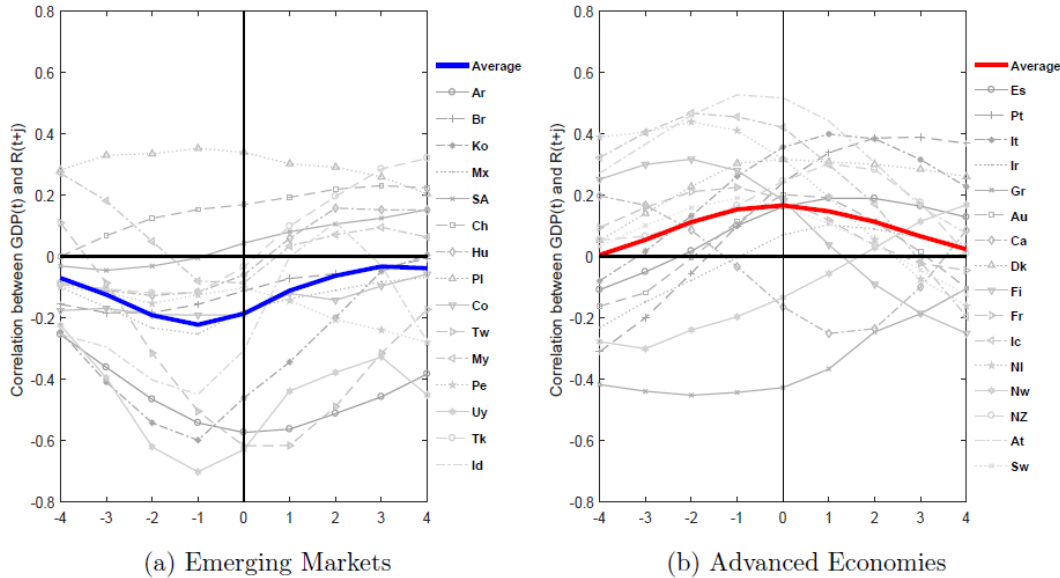 0.8
0.6
0.4
0.2
0
-0.2
-0.4
-0.6
-0.8
Correlation between GDP(t) and R(t+j)
-4 -3 -2 -1 0 1 2 3 4
Average
Ar
Br
Ko
Mx
SA
Ch
Hu
Pl
Co
Tw
My
Pe
Uy
Tk
Id
(a) Emerging Markets
0.8
0.6
0.4
0.2
0
-0.2
-0.4
-0.6
-0.8
Correlation between GDP(t) and R(t+j)
-4 -3 -2 -1 0 1 2 3 4
Average
Es
Pt
It
Ir
Gr
Au
Ca
Dk
Fi
Fr
Ic
Nl
Nw
NZ
At
Sw
(b) Advanced Economies